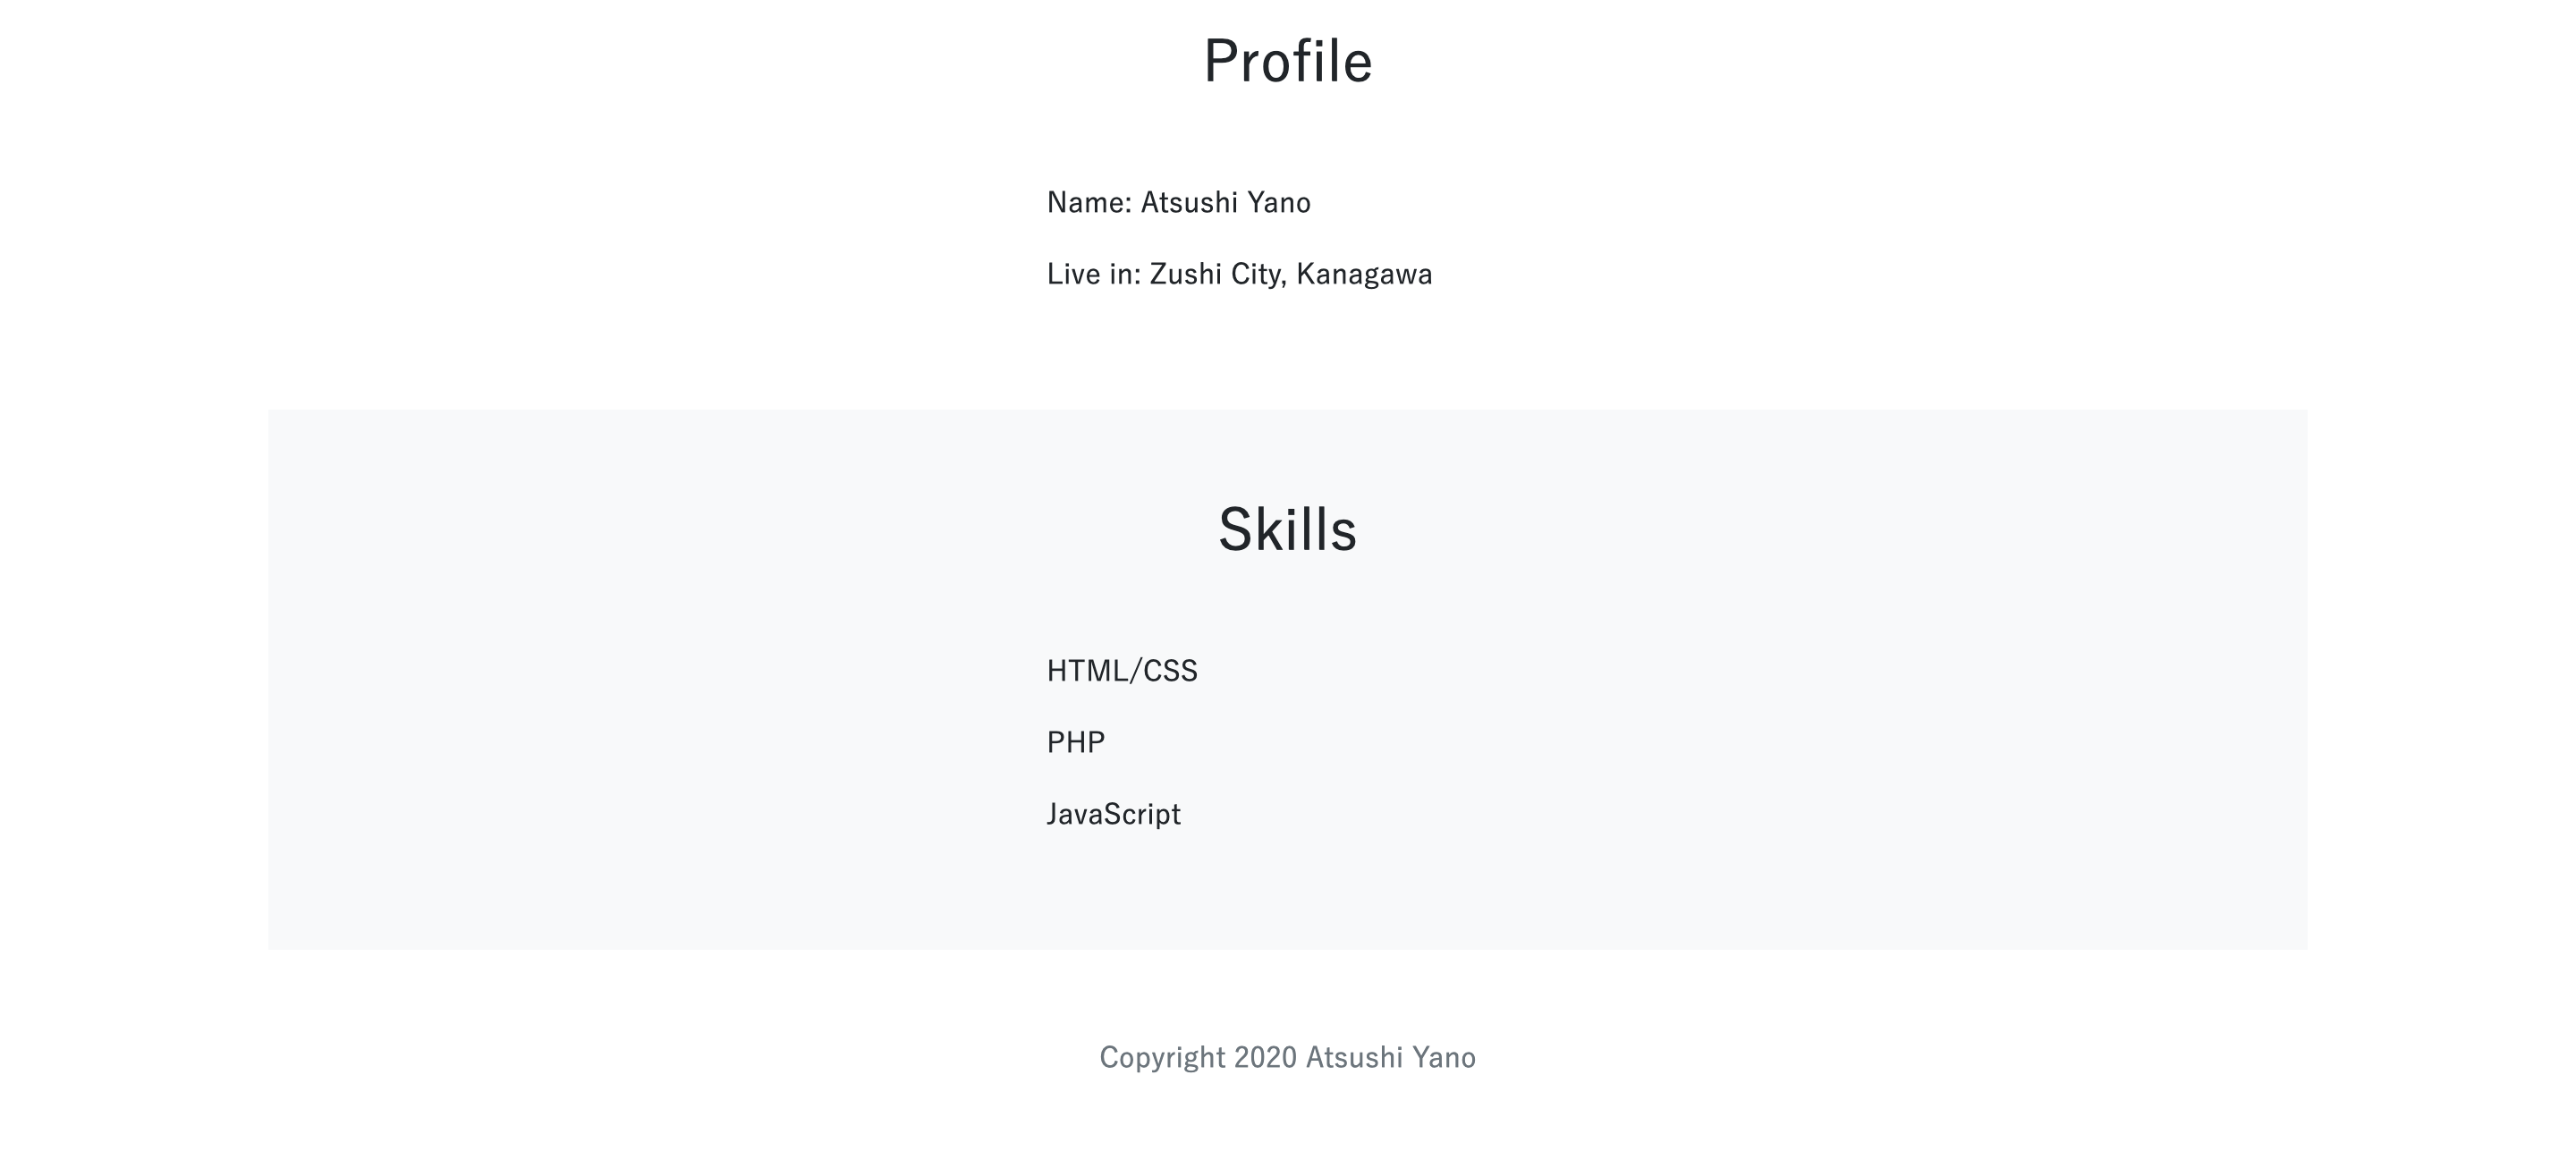 Profile
Name: Atsushi Yano
Live in: Zushi City, Kanagawa
Skills
HTML/CSS
PHP
JavaScript
Copyright 2020 Atsushi Yano